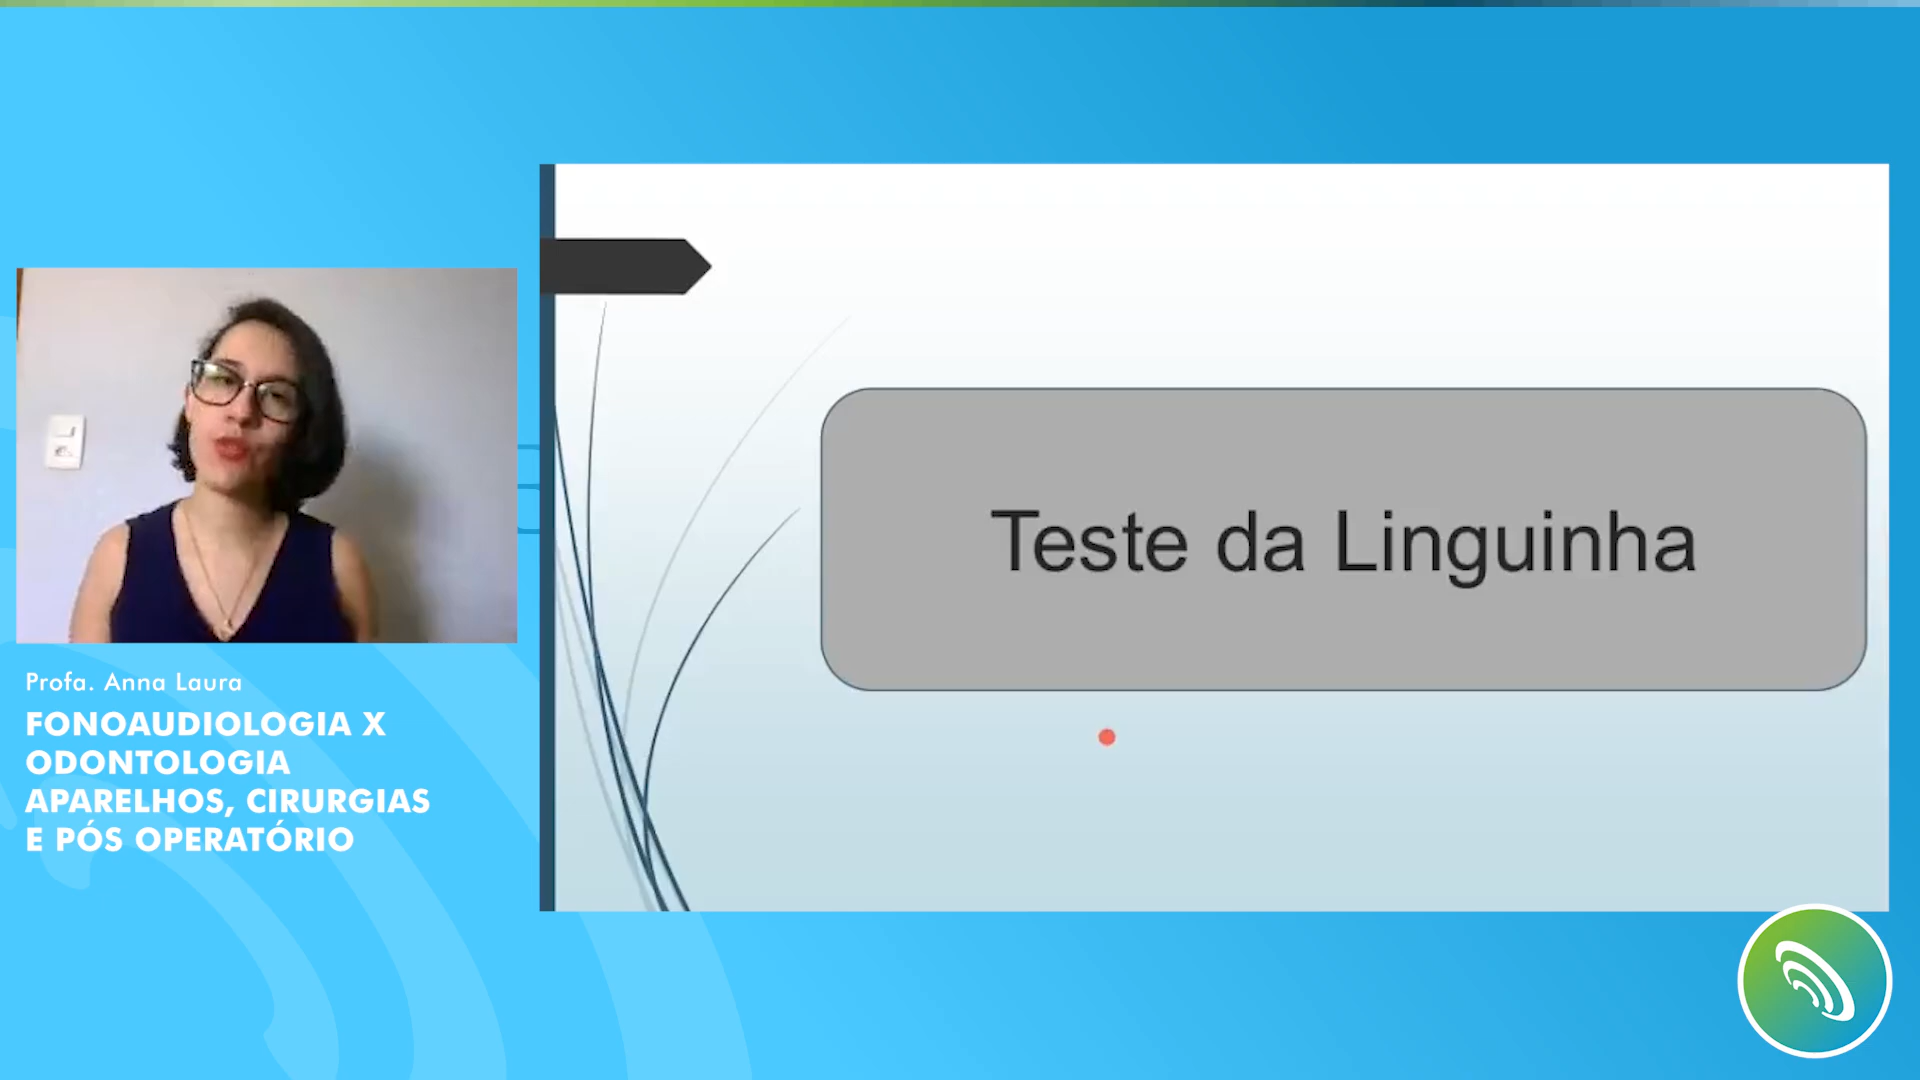 Teste da Linguinha
Profa. Anna Laura
FONOAUDIOLOGIA X
ODONTOLOGIA
APARELHOS, CIRURGIAS
E PÓS OPERATÓRIO